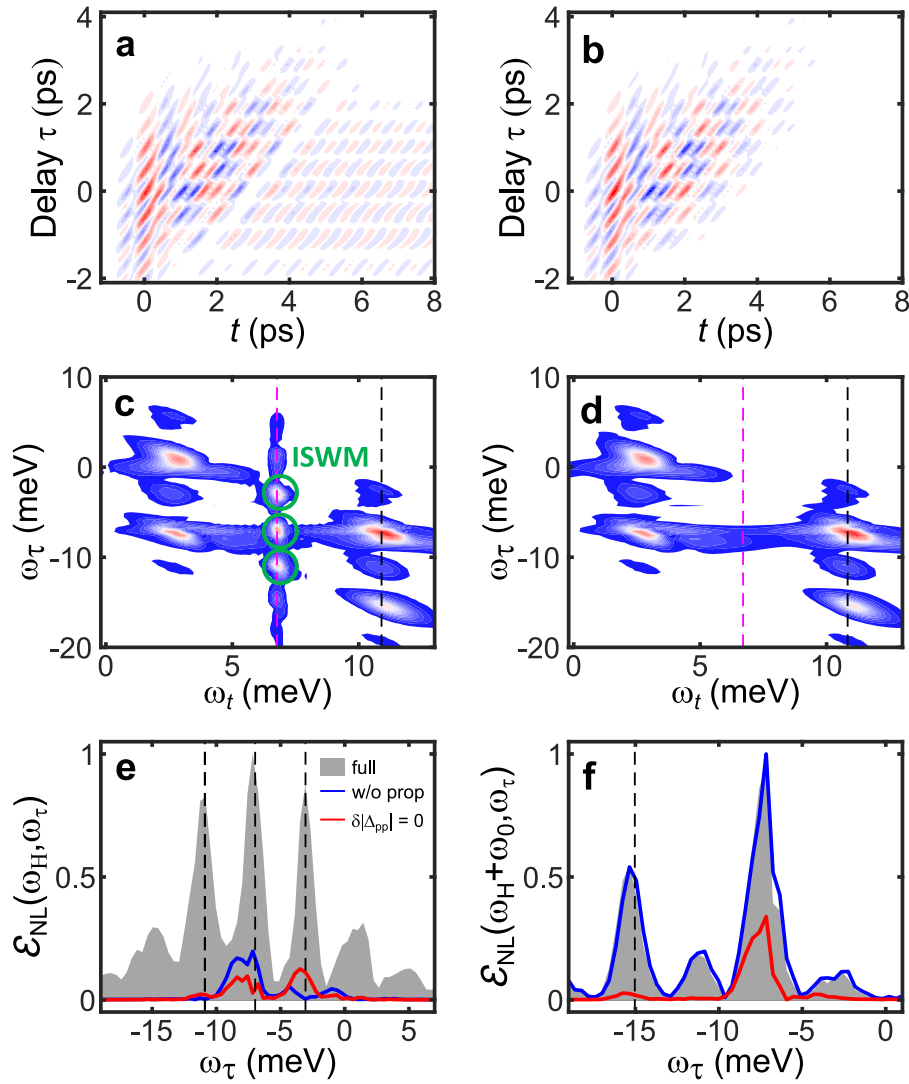 a
b
Delay τ (ps)
4
2
0
-2
0 2 4 6 8
t (ps)
Delay τ (ps)
4
2
0
-2
0 2 4 6 8
t (ps)
c
d
ISWM
ω_τ (meV)
10
0
-10
-20
0 5 10
ω_t (meV)
ω_τ (meV)
10
0
-10
-20
0 5 10
ω_t (meV)
e
f
full
w/o prop
δ|Δ_pp| = 0
ℰ_NL(ω_H,ω_τ)
1
0.5
0
-15 -10 -5 0 5
ω_τ (meV)
ℰ_NL(ω_H+ω_0,ω_τ)
1
0.5
0
-15 -10 -5 0
ω_τ (meV)